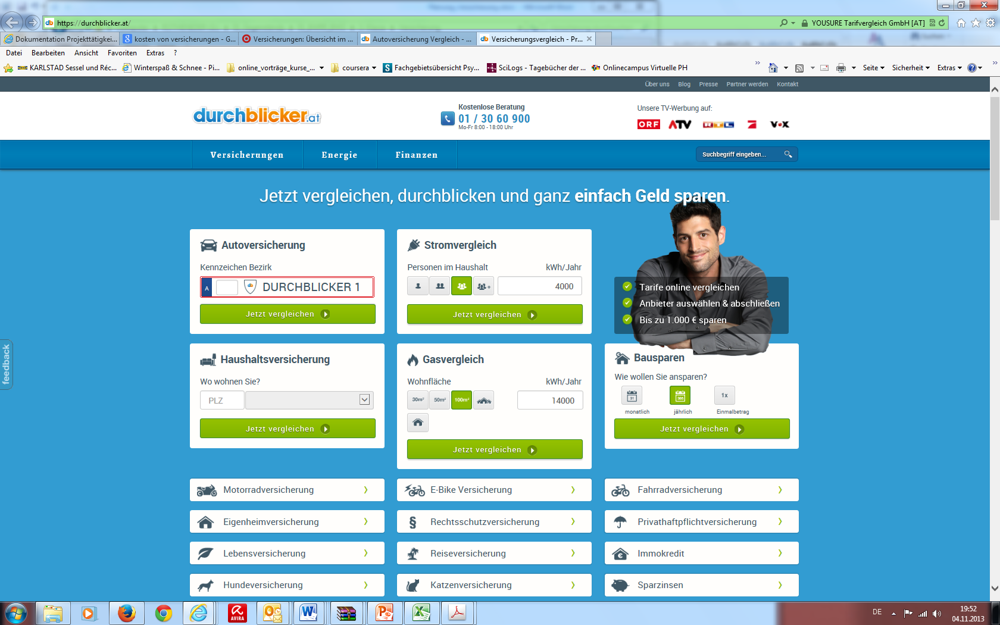 https://durchblicker.at/
YOUSURE Tarifvergleich GmbH [AT]
Dokumentation Projekttätigkei...
kosten von versicherungen - G...
Versicherungen: Übersicht im ...
Autoversicherung Vergleich - ...
Versicherungsvergleich - Pr...
Datei Bearbeiten Ansicht Favoriten Extras ?
KARLSTAD Sessel und Réc... Winterspaß & Schnee - Pi... online_vorträge_kurse_... coursera Fachgebietsübersicht Psy... SciLogs - Tagebücher der ... Onlinecampus Virtuelle PH
Seite Sicherheit Extras
Über uns Blog Presse Partner werden Kontakt
durchblicker.at
Kostenlose Beratung
01 / 30 60 900
Mo-Fr 8:00 - 18:00 Uhr
Unsere TV-Werbung auf:
ORF ATV RTL VOX
Versicherungen Energie Finanzen
Suchbegriff eingeben...
Jetzt vergleichen, durchblicken und ganz einfach Geld sparen.
Autoversicherung
Kennzeichen Bezirk
A db DURCHBLICKER 1
Jetzt vergleichen
Stromvergleich
Personen im Haushalt kWh/Jahr
4000
Jetzt vergleichen
Tarife online vergleichen
Anbieter auswählen & abschließen
Bis zu 1.000 € sparen
feedback
Haushaltsversicherung
Wo wohnen Sie?
PLZ
Jetzt vergleichen
Gasvergleich
Wohnfläche kWh/Jahr
30m² 50m² 100m² 14000
Jetzt vergleichen
Bausparen
Wie wollen Sie ansparen?
31 365 1x
monatlich jährlich Einmalbetrag
Jetzt vergleichen
Motorradversicherung
E-Bike Versicherung
Fahrradversicherung
Eigenheimversicherung
Rechtsschutzversicherung
Privathaftpflichtversicherung
Lebensversicherung
Reiseversicherung
Immokredit
Hundeversicherung
Katzenversicherung
Sparzinsen
AVIRA
DE
19:52
04.11.2013